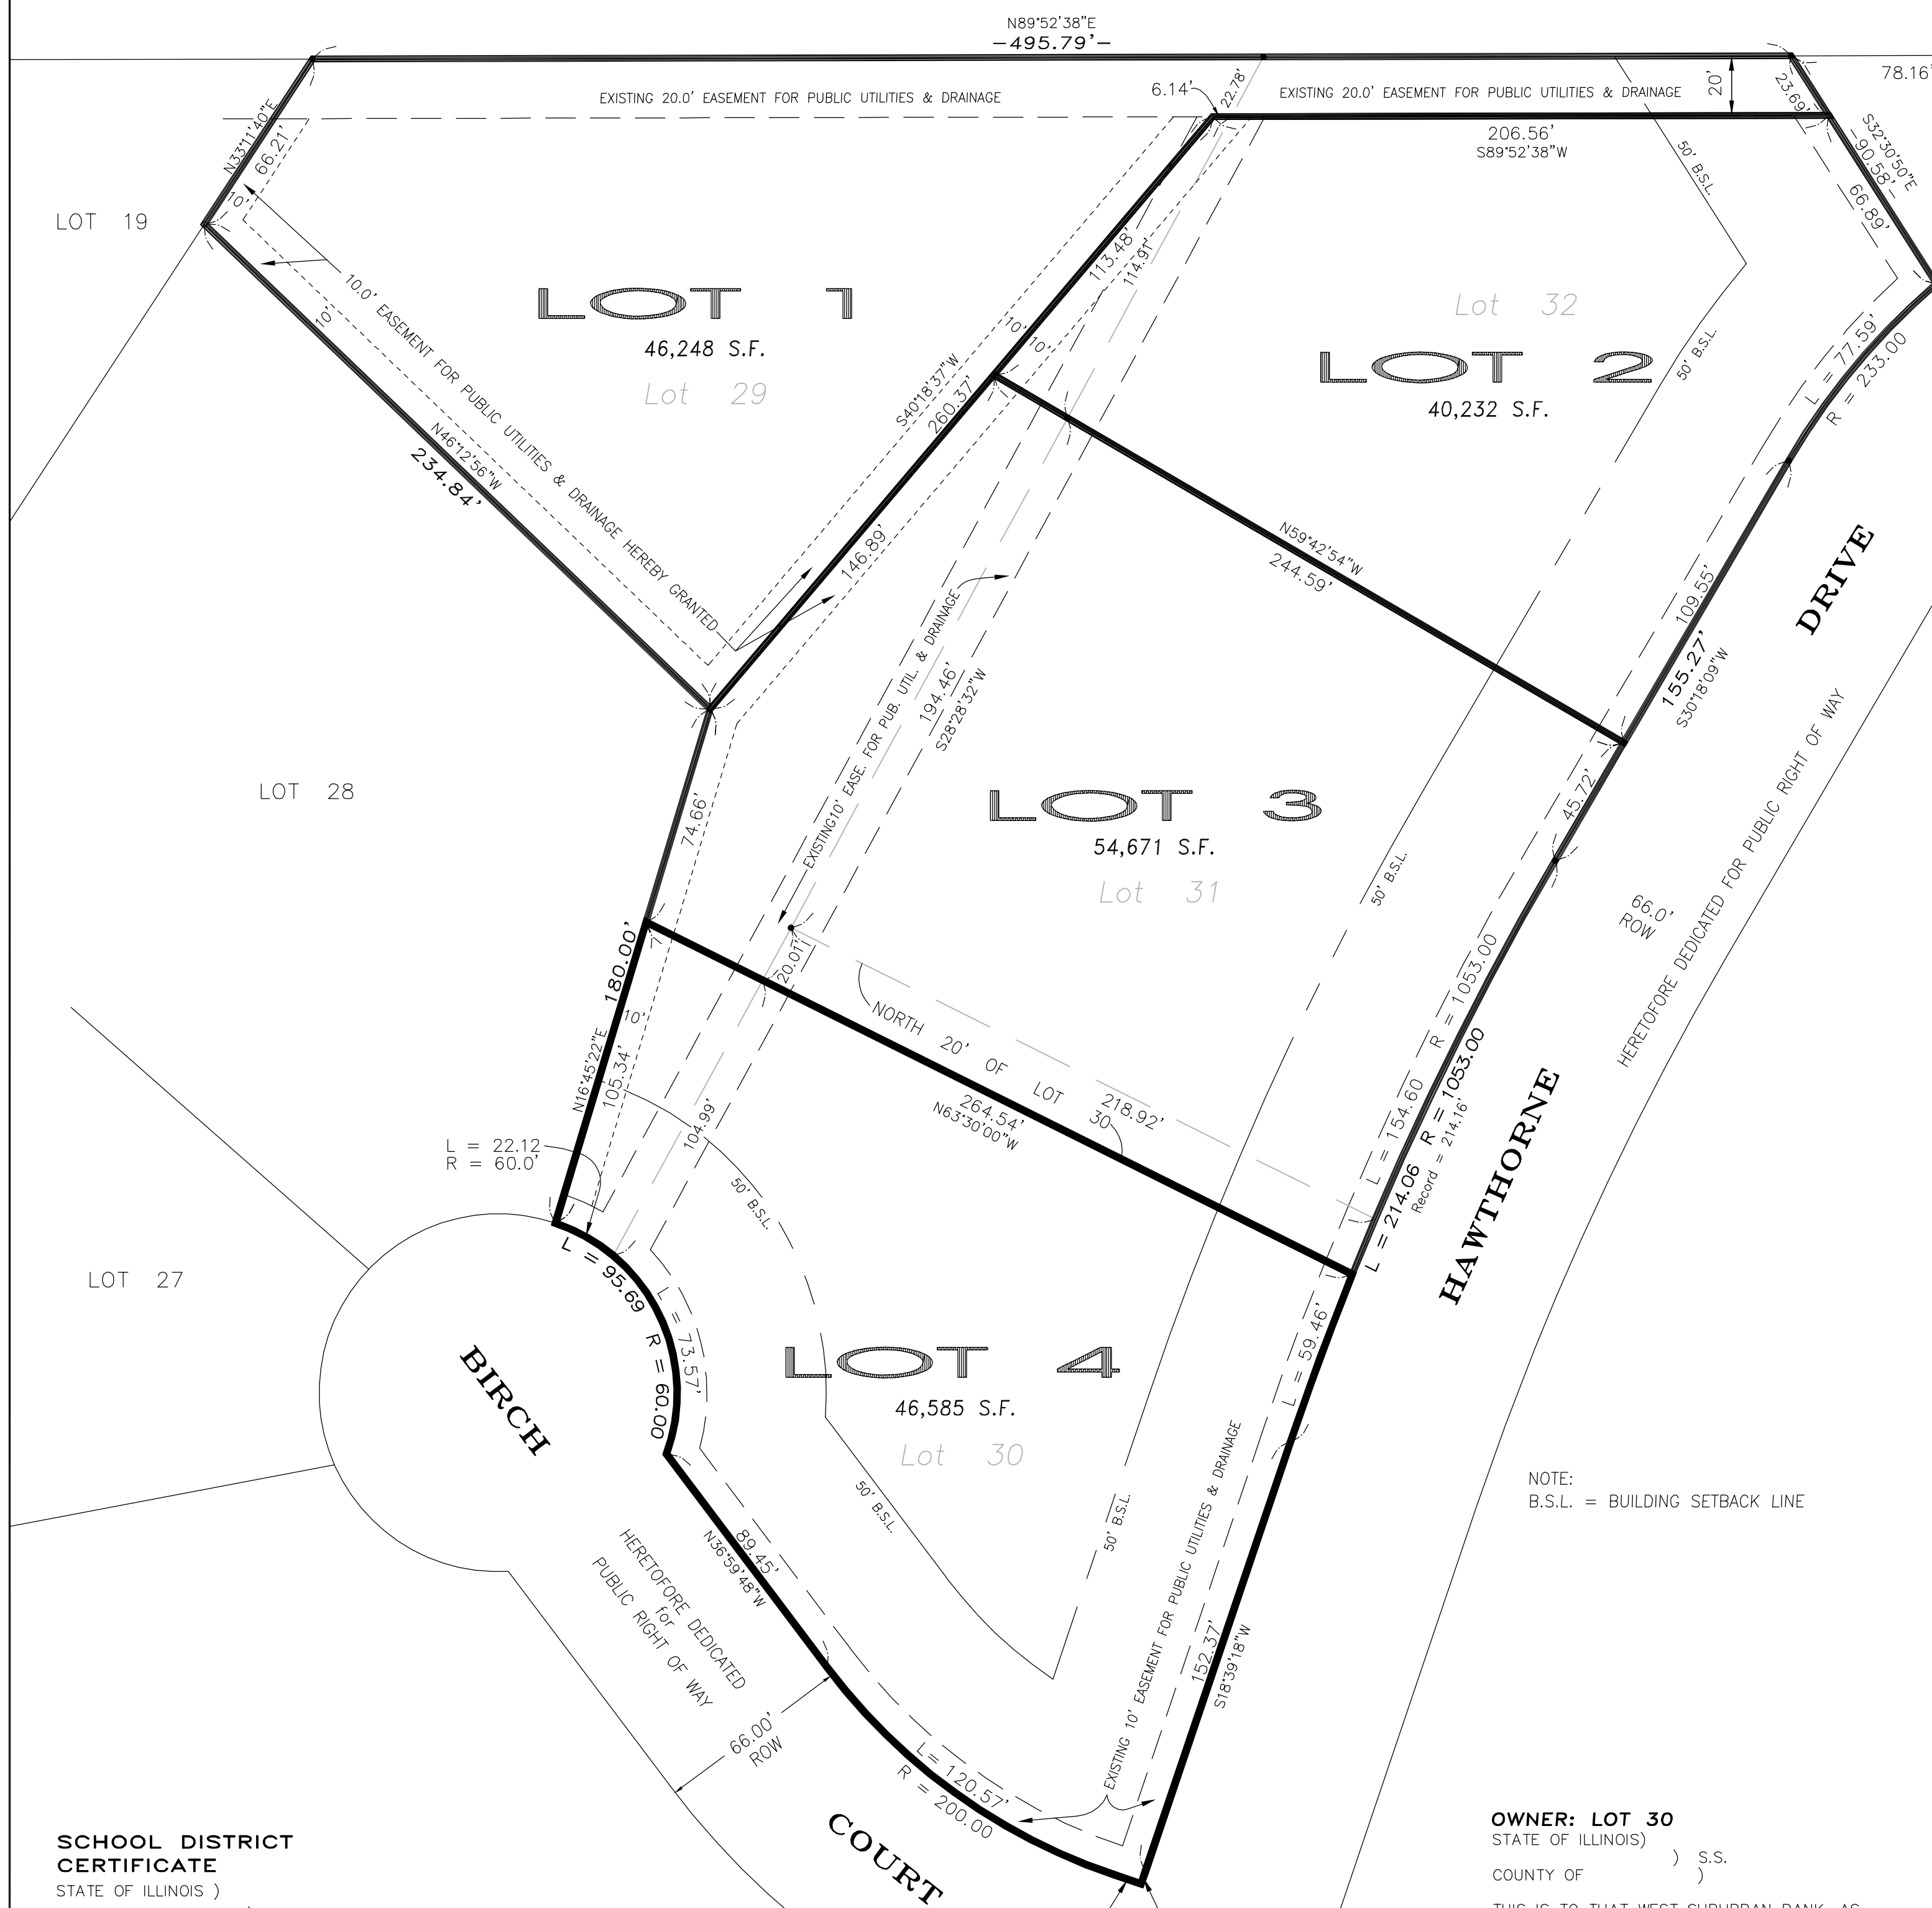 N89°52'38"E
-495.79'-
78.16'
EXISTING 20.0' EASEMENT FOR PUBLIC UTILITIES & DRAINAGE
6.14'
22.78'
EXISTING 20.0' EASEMENT FOR PUBLIC UTILITIES & DRAINAGE
20'
23.69'
206.56'
S89°52'38"W
S32°30'50"E
-90.58'-
66.89'
50' B.S.L.
N33°11'40"E
66.21'
10'
LOT 19
LOT 1
46,248 S.F.
Lot 29
10'
10.0' EASEMENT FOR PUBLIC UTILITIES & DRAINAGE HEREBY GRANTED
N46°12'56"W
234.84'
113.48'
114.91'
10'
10'
S40°18'37"W
260.37'
146.89'
Lot 32
LOT 2
40,232 S.F.
50' B.S.L.
L = 77.59'
R = 233.00
N59°42'54"W
244.59'
109.55'
155.27'
S30°18'09"W
DRIVE
EXISTING 10' EASE. FOR PUB. UTIL. & DRAINAGE
194.46'
S28°28'32"W
LOT 28
74.66'
LOT 3
54,671 S.F.
Lot 31
50' B.S.L.
45.72'
66.0'
ROW
HERETOFORE DEDICATED FOR PUBLIC RIGHT OF WAY
180.00'
20.01'
10'
N16°45'22"E
105.34'
NORTH 20' OF LOT 30
218.92'
264.54'
N63°30'00"W
L = 154.60 R = 1053.00
L = 214.06 R = 1053.00
Record = 214.16'
HAWTHORNE
104.99'
L = 22.12
R = 60.0'
50' B.S.L.
LOT 27
L = 95.69 R = 60.00
L = 73.57'
BIRCH
LOT 4
46,585 S.F.
Lot 30
L = 59.46'
50' B.S.L.
50' B.S.L.
NOTE:
B.S.L. = BUILDING SETBACK LINE
89.45'
N36°59'48"W
HERETOFORE DEDICATED
for
PUBLIC RIGHT OF WAY
66.00'
ROW
EXISTING 10' EASEMENT FOR PUBLIC UTILITIES & DRAINAGE
152.37'
S18°39'18"W
L= 120.57'
R = 200.00
COURT
SCHOOL DISTRICT
CERTIFICATE
STATE OF ILLINOIS )
OWNER: LOT 30
STATE OF ILLINOIS)
) S.S.
COUNTY OF )
THIS IS TO THAT WEST SUBURBAN BANK, AS